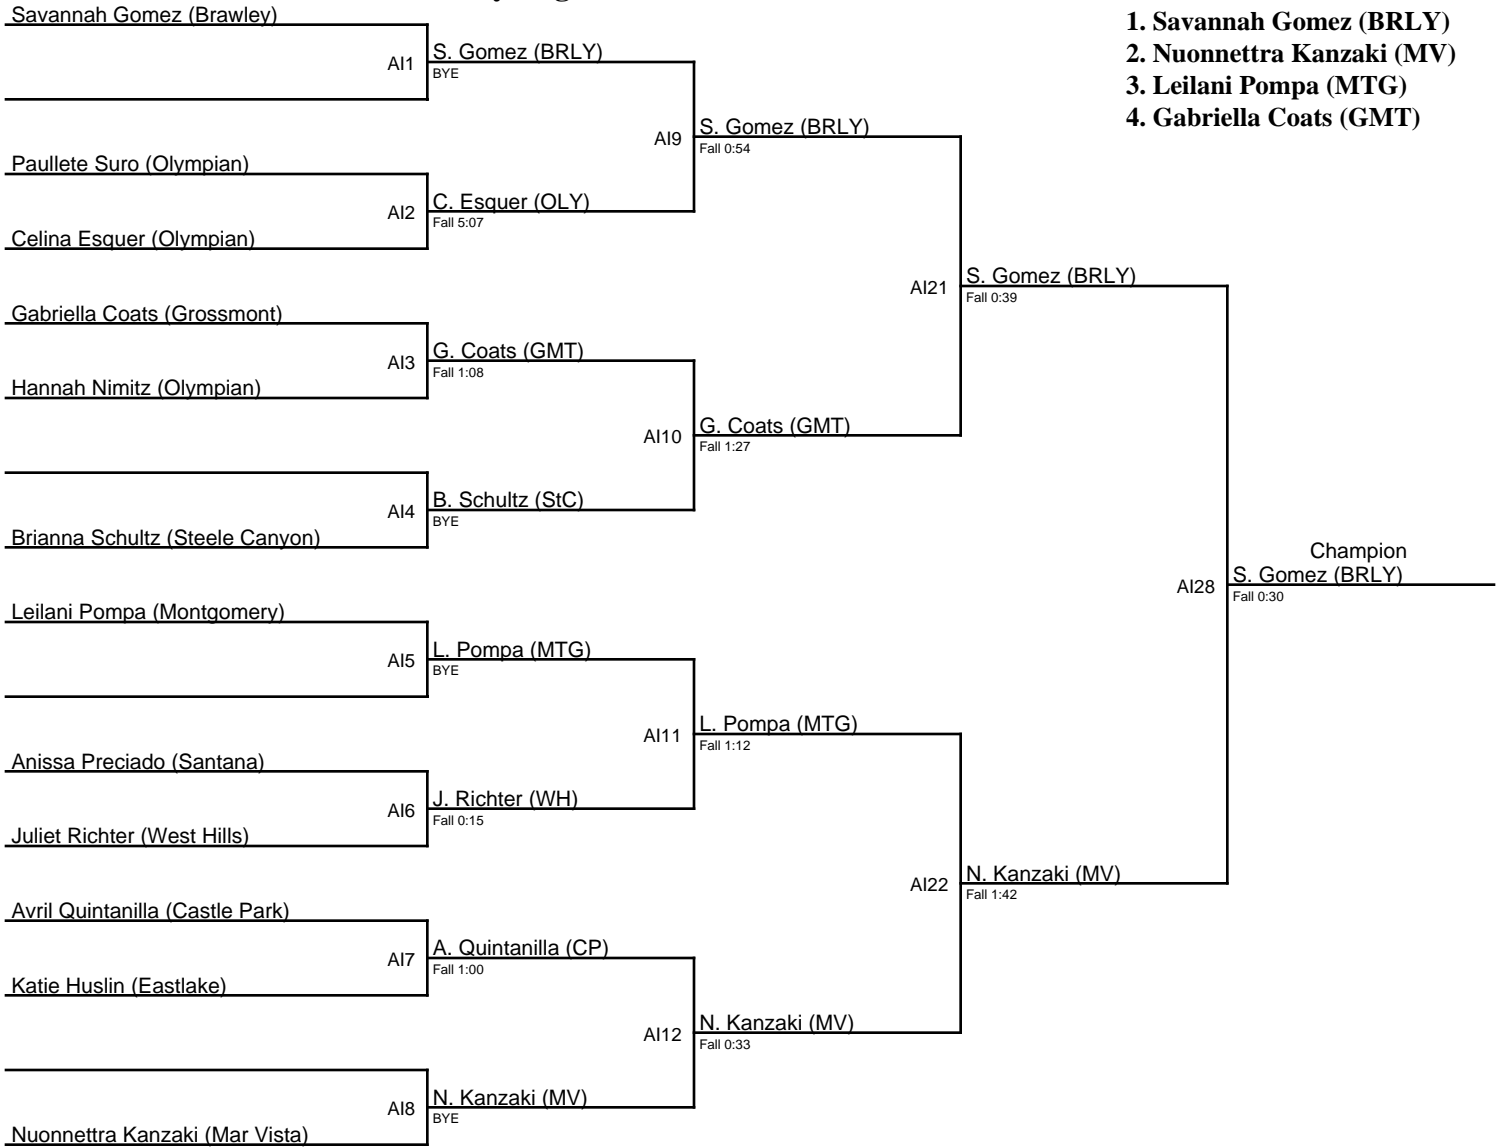 Savannah Gomez (Brawley)
1. Savannah Gomez (BRLY)
2. Nuonnettra Kanzaki (MV)
3. Leilani Pompa (MTG)
4. Gabriella Coats (GMT)
AI1
S. Gomez (BRLY)
BYE
AI9
S. Gomez (BRLY)
Fall 0:54
Paullete Suro (Olympian)
AI2
C. Esquer (OLY)
Fall 5:07
Celina Esquer (Olympian)
AI21
S. Gomez (BRLY)
Fall 0:39
Gabriella Coats (Grossmont)
AI3
G. Coats (GMT)
Fall 1:08
Hannah Nimitz (Olympian)
AI10
G. Coats (GMT)
Fall 1:27
AI4
B. Schultz (StC)
BYE
Brianna Schultz (Steele Canyon)
Champion
AI28
S. Gomez (BRLY)
Fall 0:30
Leilani Pompa (Montgomery)
AI5
L. Pompa (MTG)
BYE
AI11
L. Pompa (MTG)
Fall 1:12
Anissa Preciado (Santana)
AI6
J. Richter (WH)
Fall 0:15
Juliet Richter (West Hills)
AI22
N. Kanzaki (MV)
Fall 1:42
Avril Quintanilla (Castle Park)
AI7
A. Quintanilla (CP)
Fall 1:00
Katie Huslin (Eastlake)
AI12
N. Kanzaki (MV)
Fall 0:33
AI8
N. Kanzaki (MV)
BYE
Nuonnettra Kanzaki (Mar Vista)